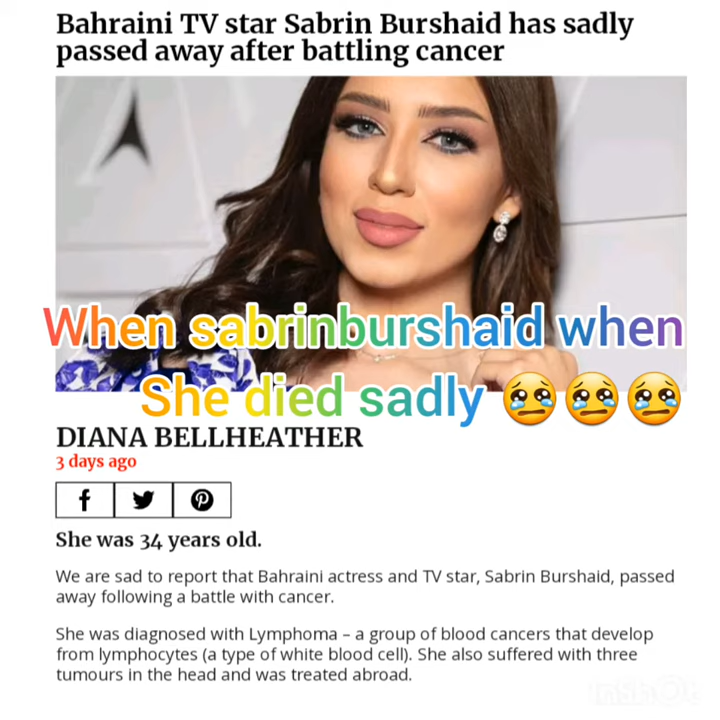 Bahraini TV star Sabrin Burshaid has sadly
passed away after battling cancer
When sabrinburshaid when
She died sadly 😢😢😢
DIANA BELLHEATHER
3 days ago
She was 34 years old.
We are sad to report that Bahraini actress and TV star, Sabrin Burshaid, passed
away following a battle with cancer.
She was diagnosed with Lymphoma – a group of blood cancers that develop
from lymphocytes (a type of white blood cell). She also suffered with three
tumours in the head and was treated abroad.
InShOt